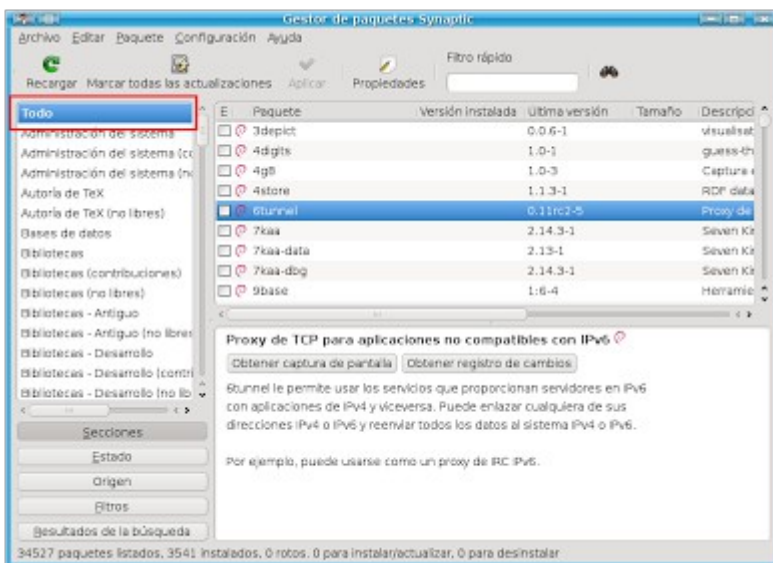 Gestor de paquetes Synaptic
Archivo Editar Paquete Configuración Ayuda
Recargar Marcar todas las actualizaciones Aplicar Propiedades
Filtro rápido
Todo
Administración del sistema
Administración del sistema (co
Administración del sistema (no
Autoría de TeX
Autoría de TeX (no libres)
Bases de datos
Bibliotecas
Bibliotecas (contribuciones)
Bibliotecas (no libres)
Bibliotecas - Antiguo
Bibliotecas - Antiguo (no libres
Bibliotecas - Desarrollo
Bibliotecas - Desarrollo (contri
Bibliotecas - Desarrollo (no lib
Secciones
Estado
Origen
Filtros
Resultados de la búsqueda
E Paquete Versión instalada Última versión Tamaño Descripci
3depict 0.0.6-1 visualisat
4digits 1.0-1 guess-th
4g8 1.0-3 Captura
4store 1.1.3-1 RDF data
6tunnel 0.11rc2-5 Proxy de
7kaa 2.14.3-1 Seven Kin
7kaa-data 2.13-1 Seven Kin
7kaa-dbg 2.14.3-1 Seven Kin
9base 1:6-4 Herramie
Proxy de TCP para aplicaciones no compatibles con IPv6
Obtener captura de pantalla Obtener registro de cambios
6tunnel le permite usar los servicios que proporcionan servidores en IPv6
con aplicaciones de IPv4 y viceversa. Puede enlazar cualquiera de sus
direcciones IPv4 o IPv6 y reenviar todos los datos al sistema IPv4 o IPv6.
Por ejemplo, puede usarse como un proxy de IRC IPv6.
34527 paquetes listados, 3541 instalados, 0 rotos. 0 para instalar/actualizar, 0 para desinstalar